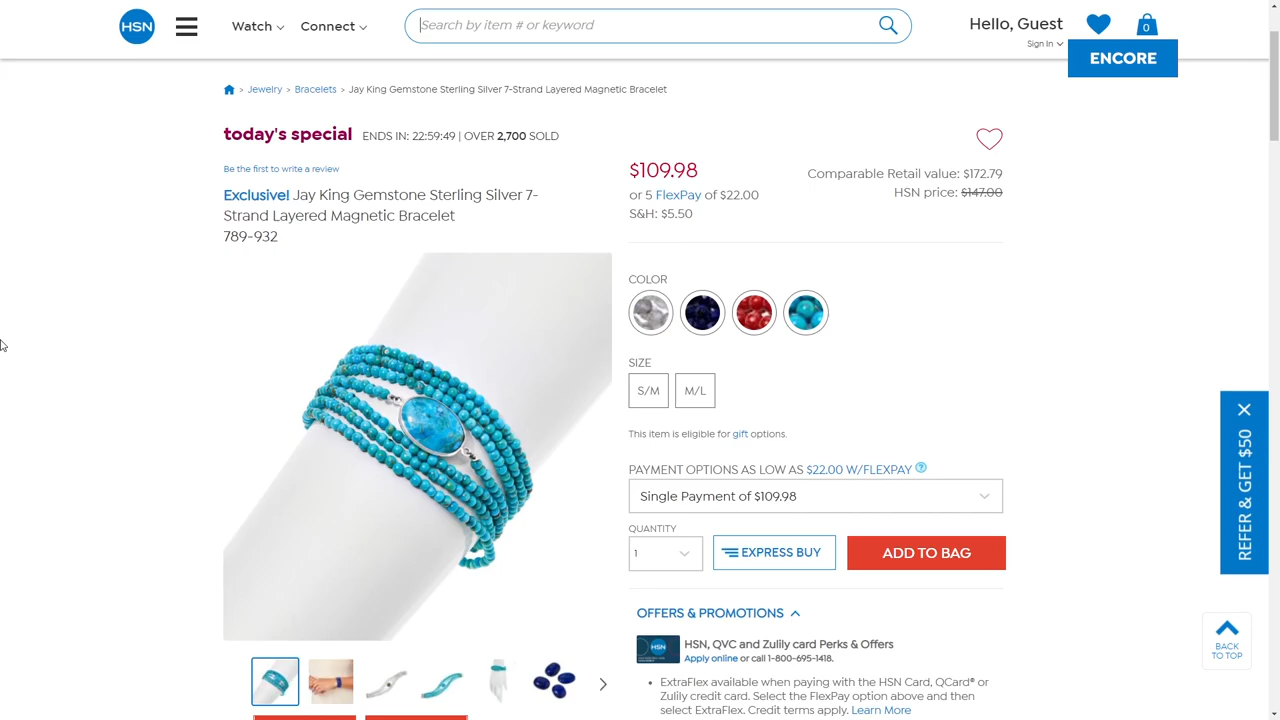 HSN
Watch
Connect
Search by item # or keyword
Hello, Guest
Sign In
0
ENCORE
> Jewelry > Bracelets > Jay King Gemstone Sterling Silver 7-Strand Layered Magnetic Bracelet
today's special ENDS IN: 22:59:49 | OVER 2,700 SOLD
Be the first to write a review
Exclusive! Jay King Gemstone Sterling Silver 7-
Strand Layered Magnetic Bracelet
789-932
$109.98
or 5 FlexPay of $22.00
S&H: $5.50
Comparable Retail value: $172.79
HSN price: $147.00
COLOR
SIZE
S/M
M/L
This item is eligible for gift options.
PAYMENT OPTIONS AS LOW AS $22.00 W/FLEXPAY ?
Single Payment of $109.98
QUANTITY
1
EXPRESS BUY
ADD TO BAG
OFFERS & PROMOTIONS
HSN
HSN, QVC and Zulily card Perks & Offers
Apply online or call 1-800-695-1418.
• ExtraFlex available when paying with the HSN Card, QCard® or
Zulily credit card. Select the FlexPay option above and then
select ExtraFlex. Credit terms apply. Learn More
REFER & GET $50
BACK
TO TOP